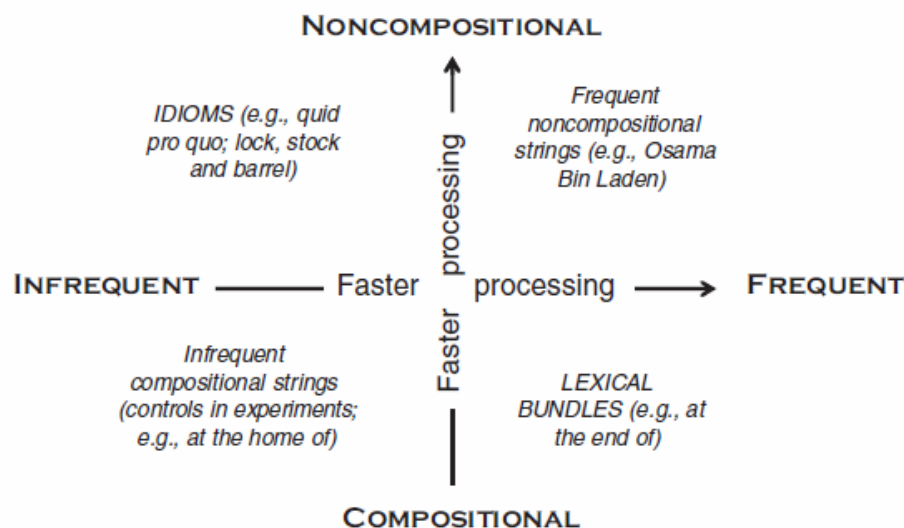 NONCOMPOSITIONAL
IDIOMS (e.g., quid
pro quo; lock, stock
and barrel)
Frequent
noncompositional
strings (e.g., Osama
Bin Laden)
Faster processing
INFREQUENT
Faster processing
FREQUENT
Infrequent
compositional strings
(controls in experiments;
e.g., at the home of)
LEXICAL
BUNDLES (e.g., at
the end of)
COMPOSITIONAL